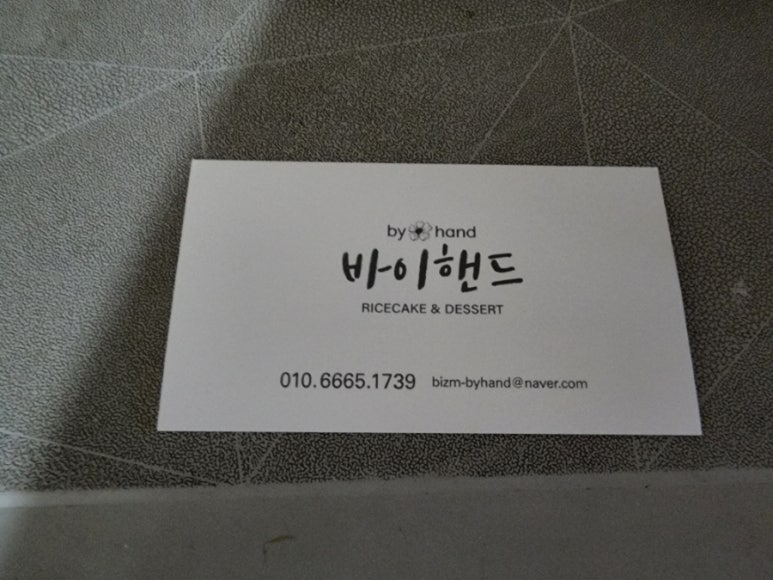 by hand
바이핸드
RICECAKE & DESSERT
010.6665.1739 bizm-byhand@naver.com